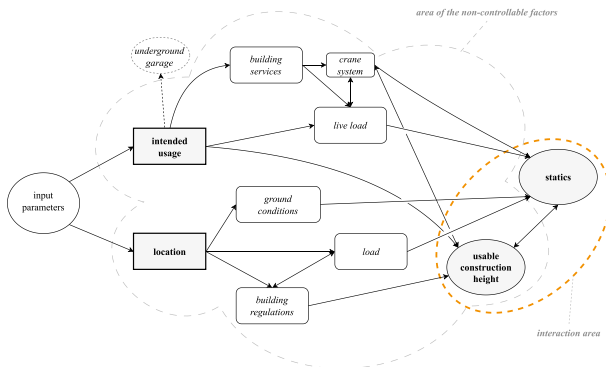 area of the non-controllable factors
underground
garage
building
services
crane
system
live load
intended
usage
statics
input
parameters
ground
conditions
location
load
usable
construction
height
building
regulations
interaction area